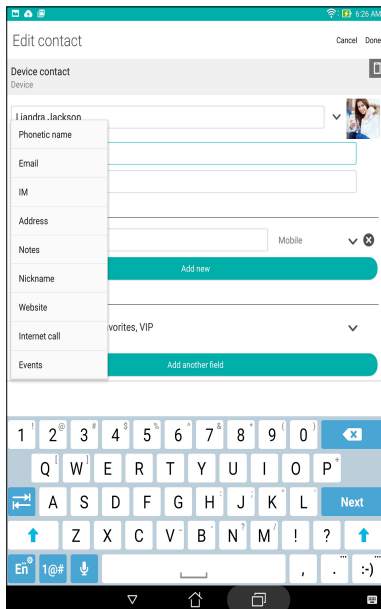 6:26 AM
Edit contact
Cancel Done
Device contact
Device
Liandra Jackson
Phonetic name
Email
IM
Address
Notes
Mobile
Nickname
Add new
Website
vorites, VIP
Internet call
Events
Add another field
1 ! 2 @ 3 # 4 $ 5 % 6 ^ 7 & 8 * 9 ( 0 )
Q [ W ] E R T Y U I O P +
A S D F G H : J ; K " L ' Next
Z X C V - B _ N ? M / ! ?
En 1@# , . ... :-) ...